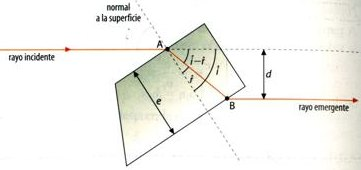 normal
a la superficie
A
rayo incidente
î−r̂
r̂
î
d
e
B
rayo emergente